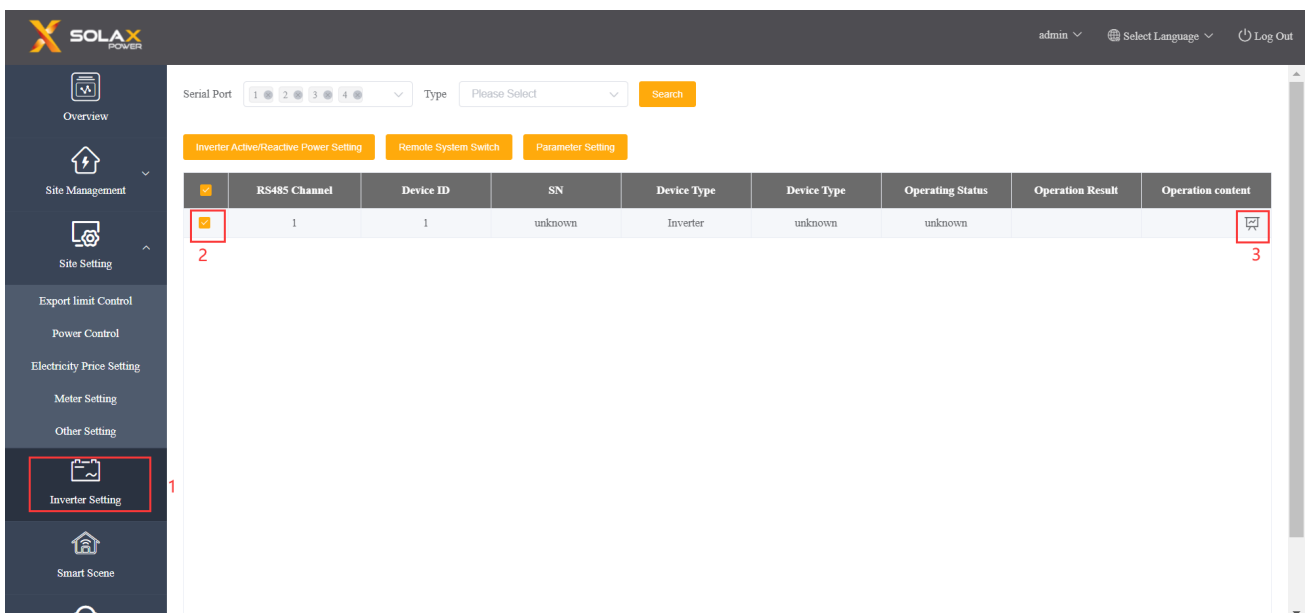 SOLAX
POWER
admin Select Language Log Out
Overview
Site Management
Site Setting
Export limit Control
Power Control
Electricity Price Setting
Meter Setting
Other Setting
Inverter Setting
1
Smart Scene
Serial Port 1 2 3 4 Type Please Select Search
Inverter Active/Reactive Power Setting Remote System Switch Parameter Setting
RS485 Channel Device ID SN Device Type Device Type Operating Status Operation Result Operation content
1 1 unknown Inverter unknown unknown
2 3